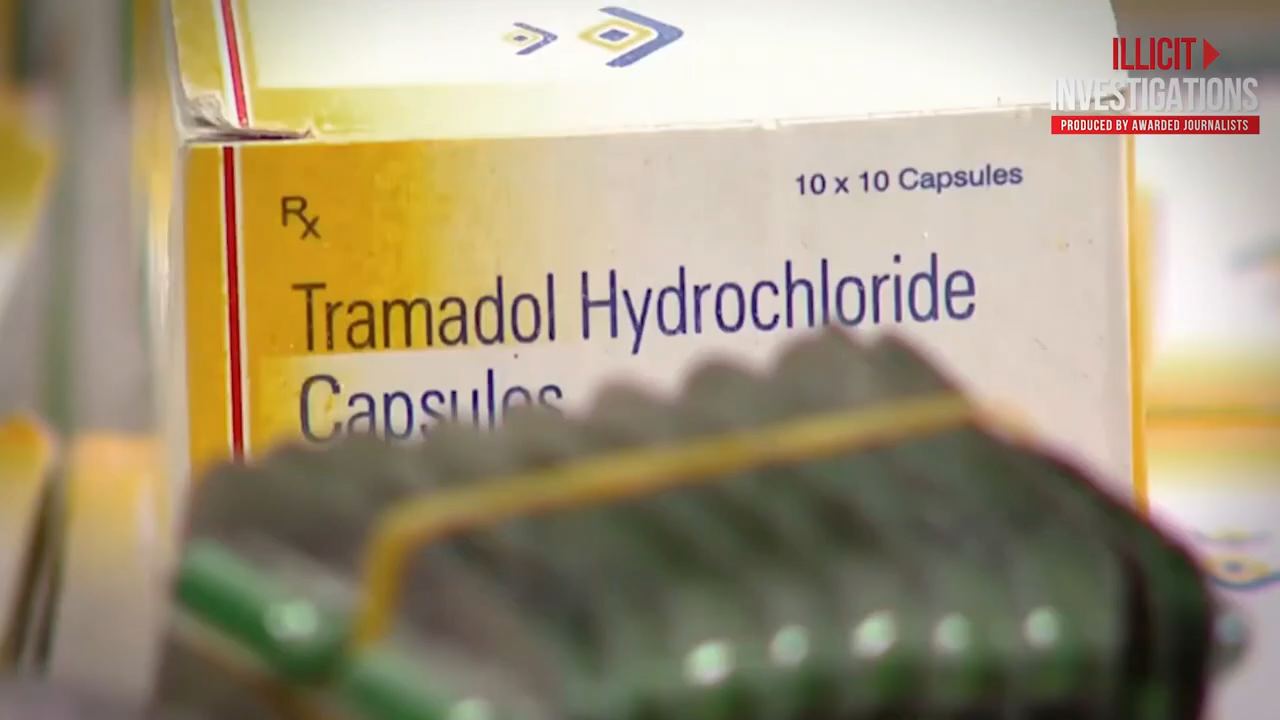 ILLICIT
INVESTIGATIONS
PRODUCED BY AWARDED JOURNALISTS
10 x 10 Capsules
Rx
Tramadol Hydrochloride
Capsules